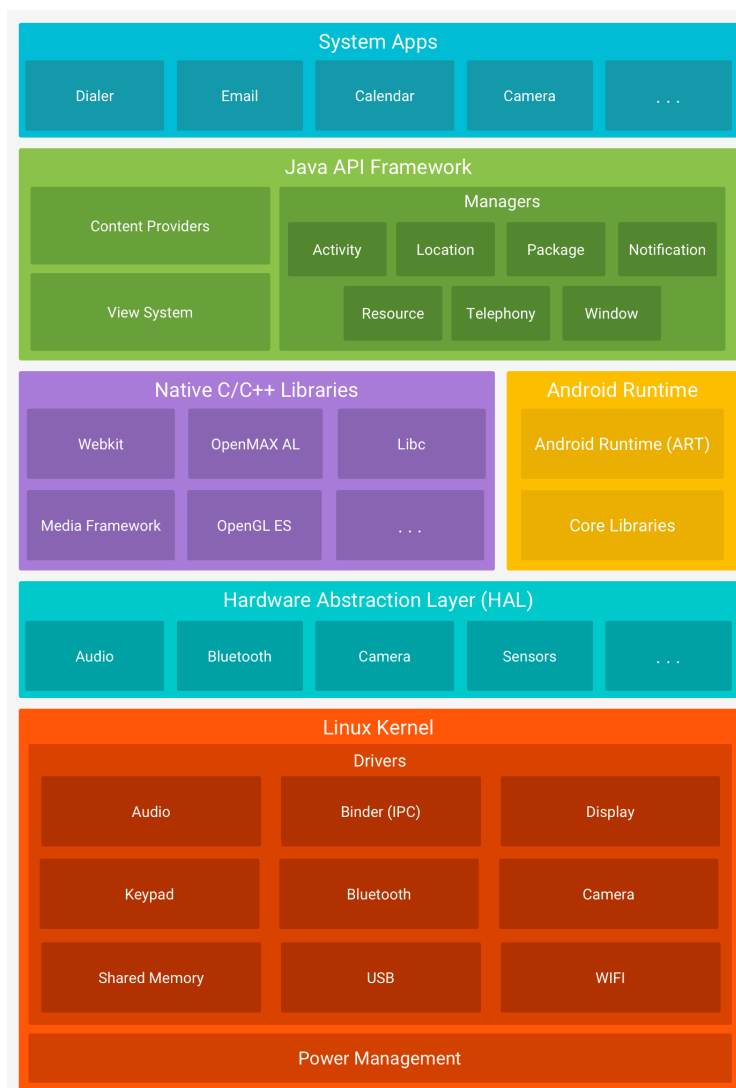 System Apps
Dialer
Email
Calendar
Camera
. . .
Java API Framework
Content Providers
View System
Managers
Activity
Location
Package
Notification
Resource
Telephony
Window
Native C/C++ Libraries
Webkit
OpenMAX AL
Libc
Media Framework
OpenGL ES
. . .
Android Runtime
Android Runtime (ART)
Core Libraries
Hardware Abstraction Layer (HAL)
Audio
Bluetooth
Camera
Sensors
. . .
Linux Kernel
Drivers
Audio
Binder (IPC)
Display
Keypad
Bluetooth
Camera
Shared Memory
USB
WIFI
Power Management